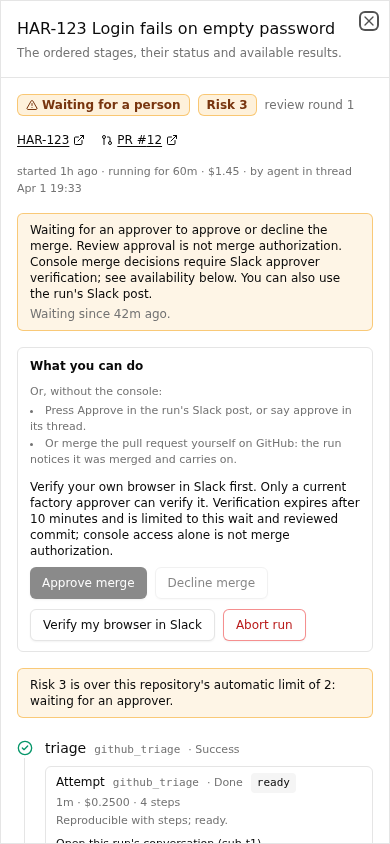 HAR-123 Login fails on empty password
The ordered stages, their status and available results.
Waiting for a person
Risk 3
review round 1
HAR-123
PR #12
started 1h ago · running for 60m · $1.45 · by agent in thread
Apr 1 19:33
Waiting for an approver to approve or decline the
merge. Review approval is not merge authorization.
Console merge decisions require Slack approver
verification; see availability below. You can also use
the run's Slack post.
Waiting since 42m ago.
What you can do
Or, without the console:
• Press Approve in the run's Slack post, or say approve in
its thread.
• Or merge the pull request yourself on GitHub: the run
notices it was merged and carries on.
Verify your own browser in Slack first. Only a current
factory approver can verify it. Verification expires after
10 minutes and is limited to this wait and reviewed
commit; console access alone is not merge
authorization.
Approve merge
Decline merge
Verify my browser in Slack
Abort run
Risk 3 is over this repository's automatic limit of 2:
waiting for an approver.
triage github_triage · Success
Attempt github_triage · Done ready
1m · $0.2500 · 4 steps
Reproducible with steps; ready.
Open this run's conversation (sub-t1)